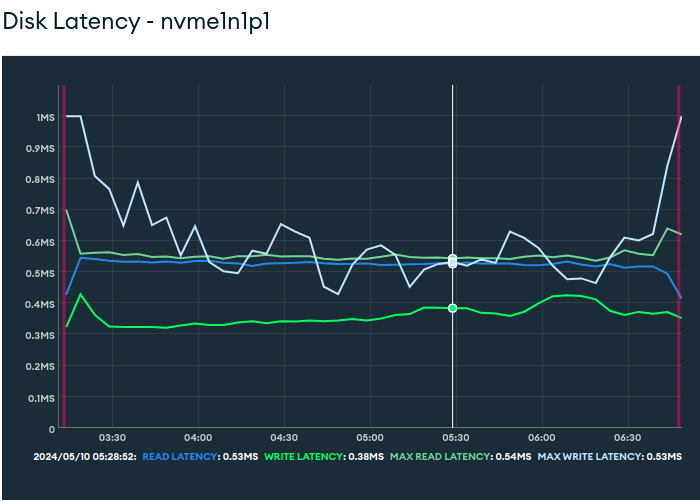 Disk Latency - nvme1n1p1
1MS
0.9MS
0.8MS
0.7MS
0.6MS
0.5MS
0.4MS
0.3MS
0.2MS
0.1MS
0
03:30 04:00 04:30 05:00 05:30 06:00 06:30
2024/05/10 05:28:52: READ LATENCY: 0.53MS WRITE LATENCY: 0.38MS MAX READ LATENCY: 0.54MS MAX WRITE LATENCY: 0.53MS